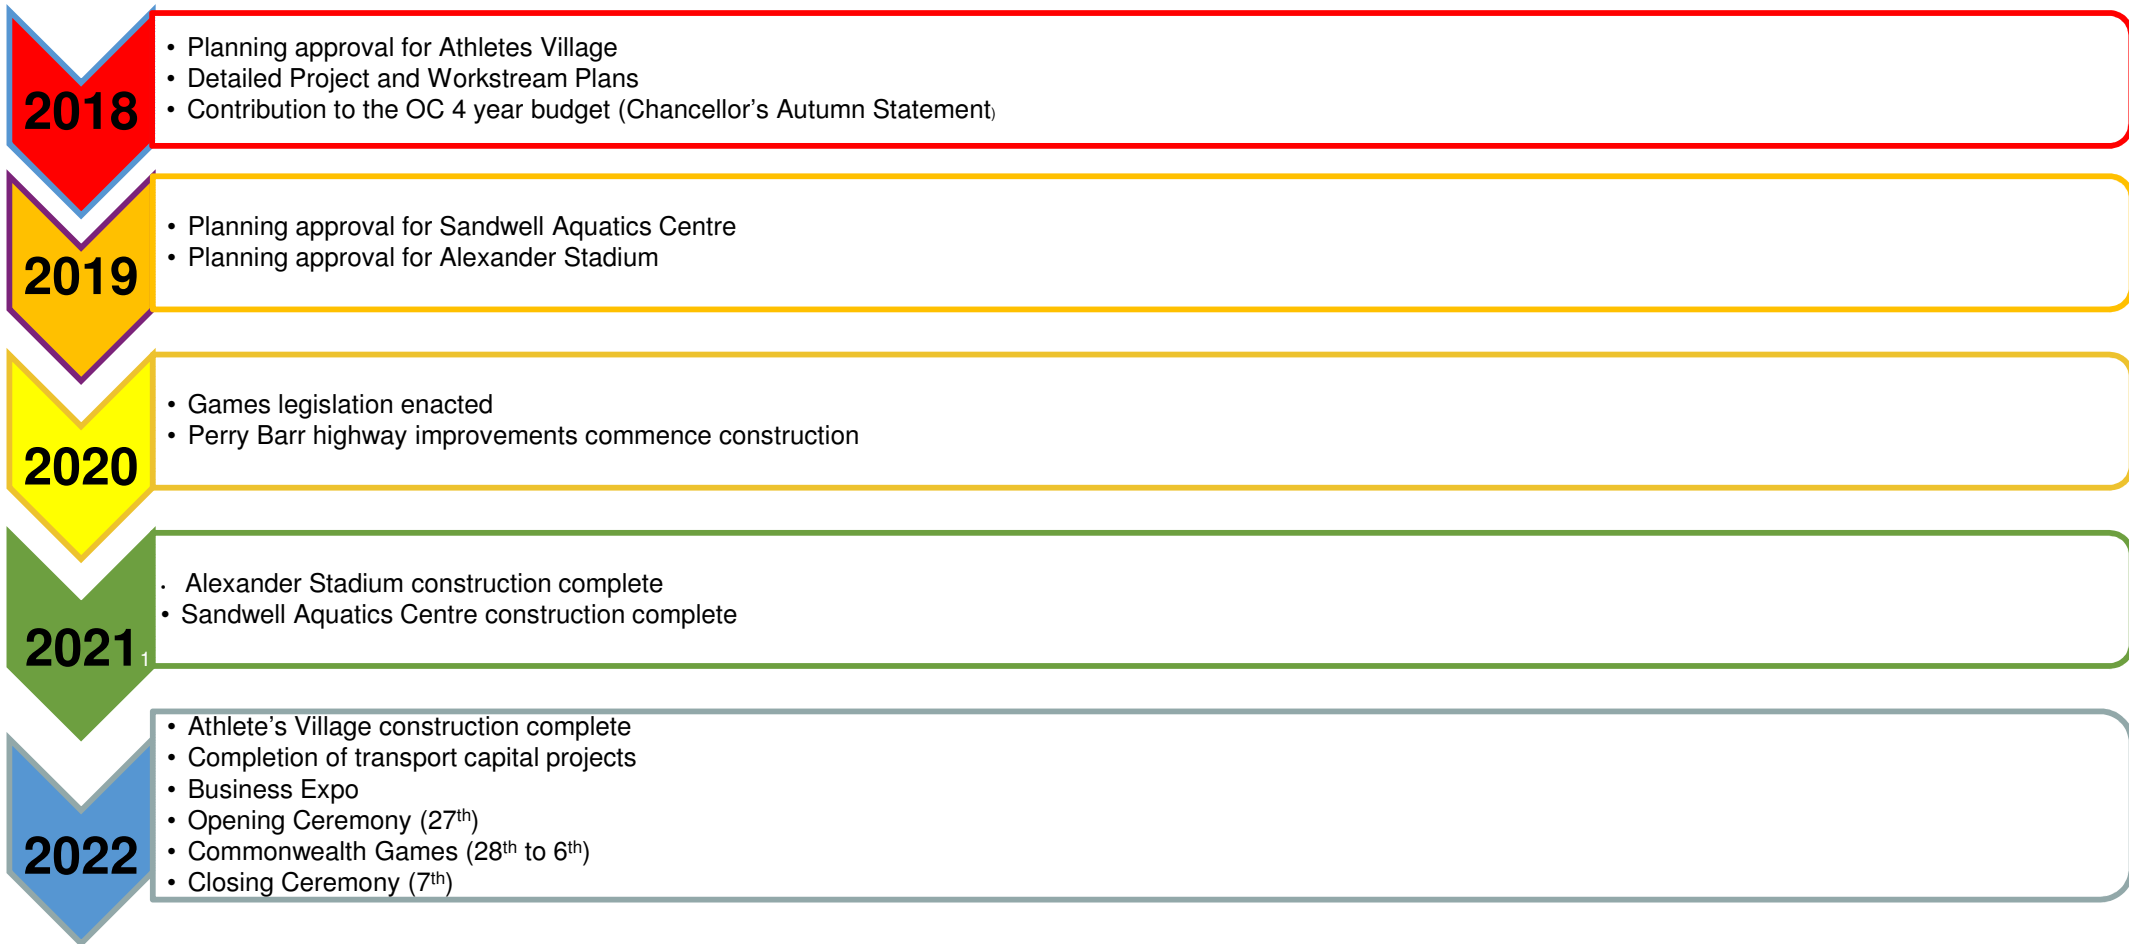 2018
• Planning approval for Athletes Village
• Detailed Project and Workstream Plans
• Contribution to the OC 4 year budget (Chancellor’s Autumn Statement)
2019
• Planning approval for Sandwell Aquatics Centre
• Planning approval for Alexander Stadium
2020
• Games legislation enacted
• Perry Barr highway improvements commence construction
2021 1
• Alexander Stadium construction complete
• Sandwell Aquatics Centre construction complete
2022
• Athlete’s Village construction complete
• Completion of transport capital projects
• Business Expo
• Opening Ceremony (27th)
• Commonwealth Games (28th to 6th)
• Closing Ceremony (7th)